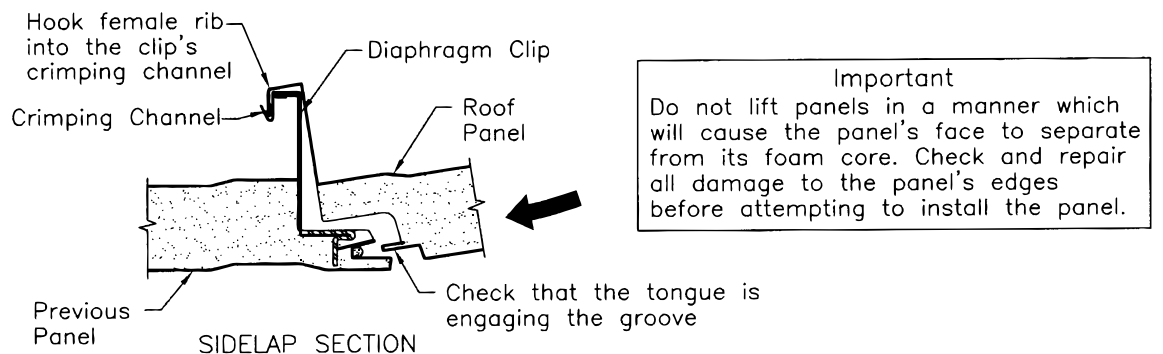 Hook female rib
into the clip's
crimping channel
Diaphragm Clip
Crimping Channel
Roof
Panel
Previous
Panel
Check that the tongue is
engaging the groove
SIDELAP SECTION
Important
Do not lift panels in a manner which
will cause the panel's face to separate
from its foam core. Check and repair
all damage to the panel's edges
before attempting to install the panel.